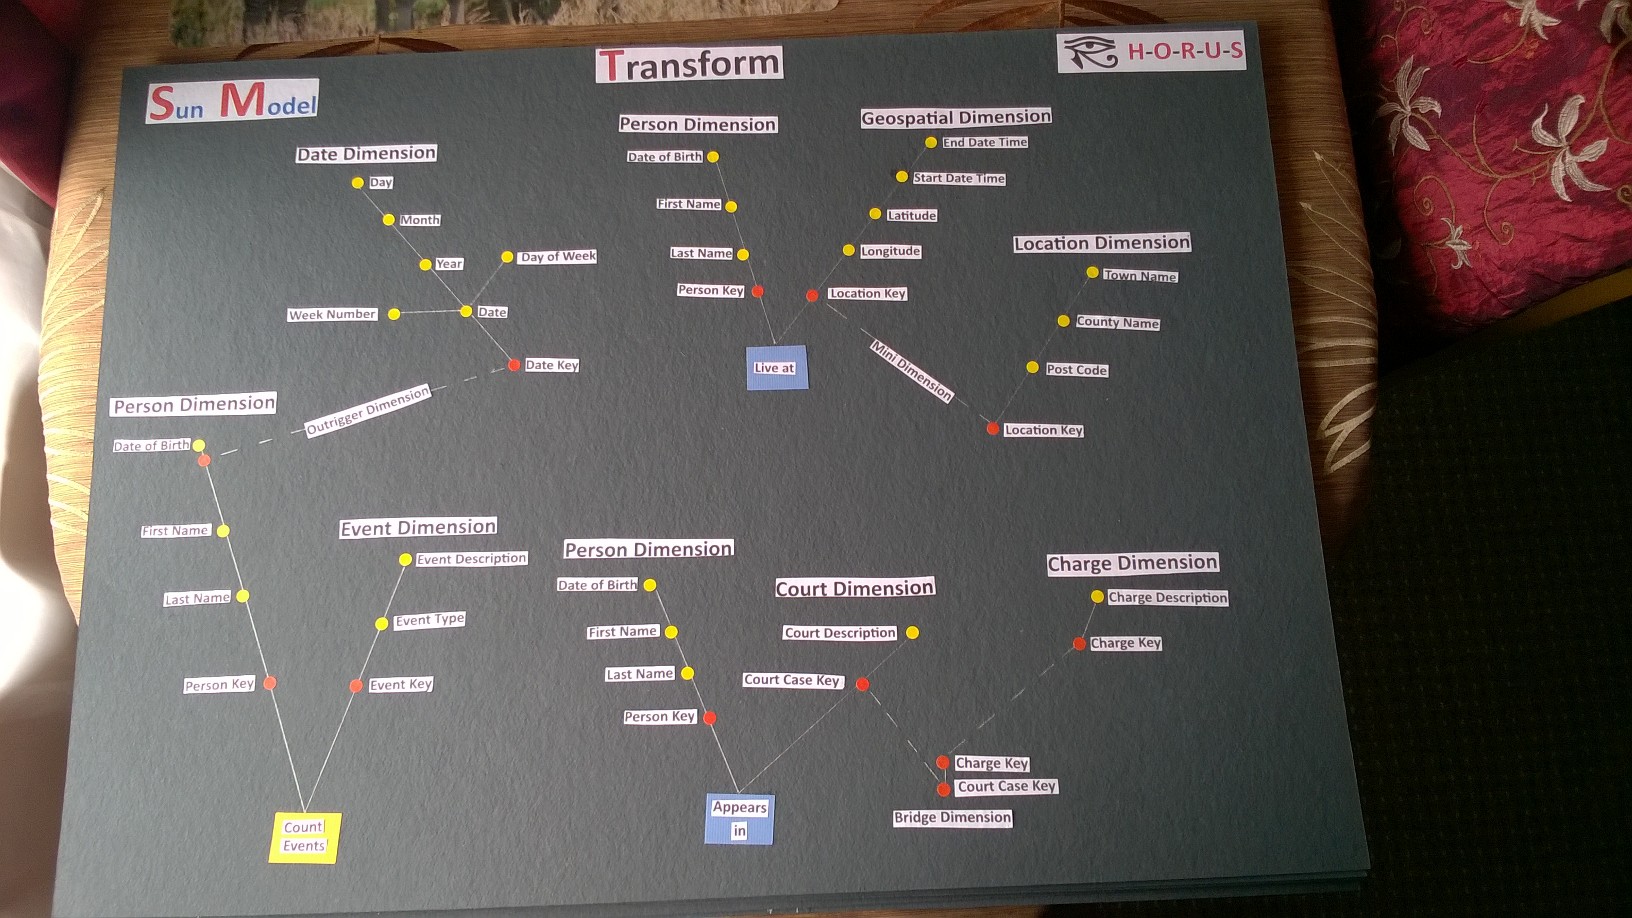 Sun Model
Transform
H-O-R-U-S
Date Dimension
Day
Month
Year
Week Number
Date
Day of Week
Date Key
Person Dimension
Date of Birth
First Name
Last Name
Person Key
Outrigger Dimension
Event Dimension
Event Description
Event Type
Event Key
Count
Events
Person Dimension
Date of Birth
First Name
Last Name
Person Key
Live at
Geospatial Dimension
End Date Time
Start Date Time
Latitude
Longitude
Location Key
Mini Dimension
Location Dimension
Town Name
County Name
Post Code
Location Key
Person Dimension
Date of Birth
First Name
Last Name
Person Key
Appears
in
Court Dimension
Court Description
Court Case Key
Charge Key
Court Case Key
Bridge Dimension
Charge Dimension
Charge Description
Charge Key